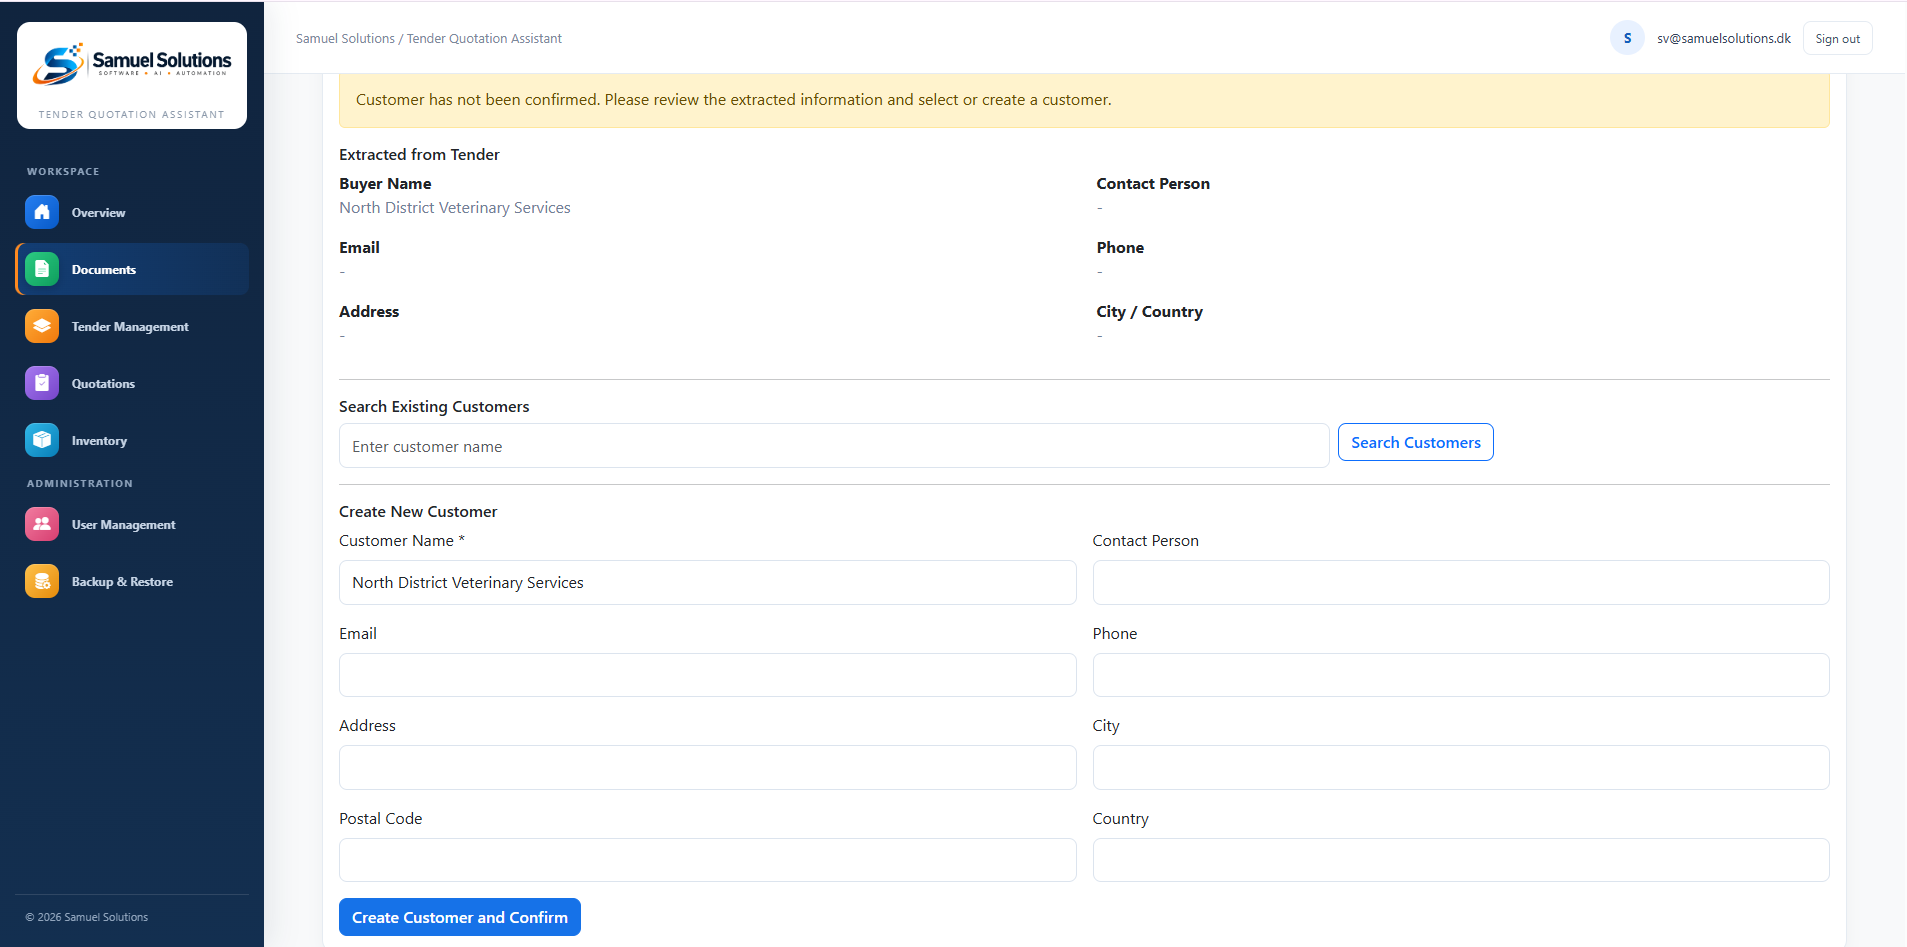 Samuel Solutions
SOFTWARE • AI • AUTOMATION
TENDER QUOTATION ASSISTANT
WORKSPACE
Overview
Documents
Tender Management
Quotations
Inventory
ADMINISTRATION
User Management
Backup & Restore
© 2026 Samuel Solutions
Samuel Solutions / Tender Quotation Assistant
S
sv@samuelsolutions.dk
Sign out
Customer has not been confirmed. Please review the extracted information and select or create a customer.
Extracted from Tender
Buyer Name
North District Veterinary Services
Contact Person
-
Email
-
Phone
-
Address
-
City / Country
-
Search Existing Customers
Enter customer name
Search Customers
Create New Customer
Customer Name *
North District Veterinary Services
Contact Person
Email
Phone
Address
City
Postal Code
Country
Create Customer and Confirm